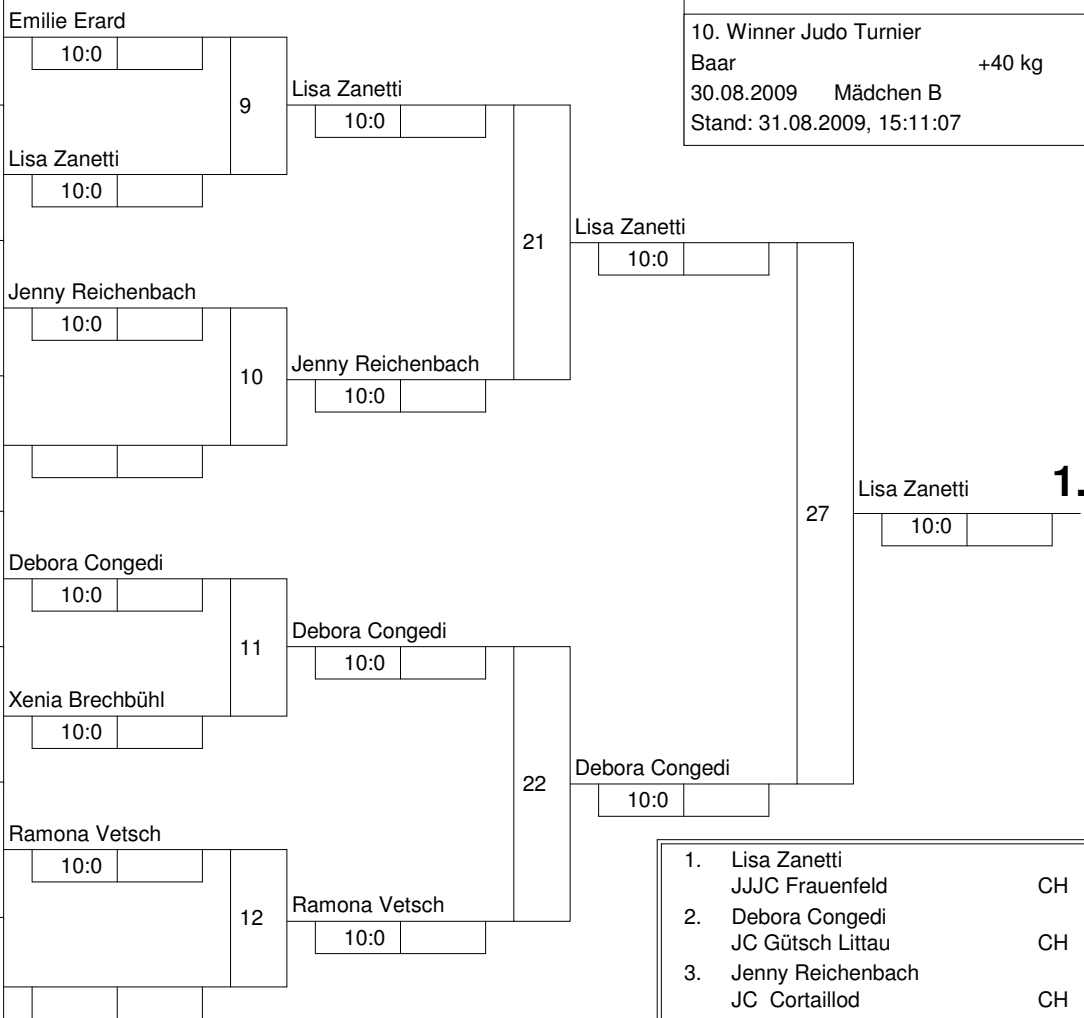 10. Winner Judo Turnier
Baar +40 kg
30.08.2009 Mädchen B
Stand: 31.08.2009, 15:11:07
Emilie Erard
10:0
9
Lisa Zanetti
10:0
Lisa Zanetti
10:0
21
Lisa Zanetti
10:0
Jenny Reichenbach
10:0
10
Jenny Reichenbach
10:0
27
Lisa Zanetti 1.
10:0
Debora Congedi
10:0
11
Debora Congedi
10:0
Xenia Brechbühl
10:0
22
Debora Congedi
10:0
Ramona Vetsch
10:0
12
Ramona Vetsch
10:0
1. Lisa Zanetti
JJJC Frauenfeld CH
2. Debora Congedi
JC Gütsch Littau CH
3. Jenny Reichenbach
JC Cortaillod CH